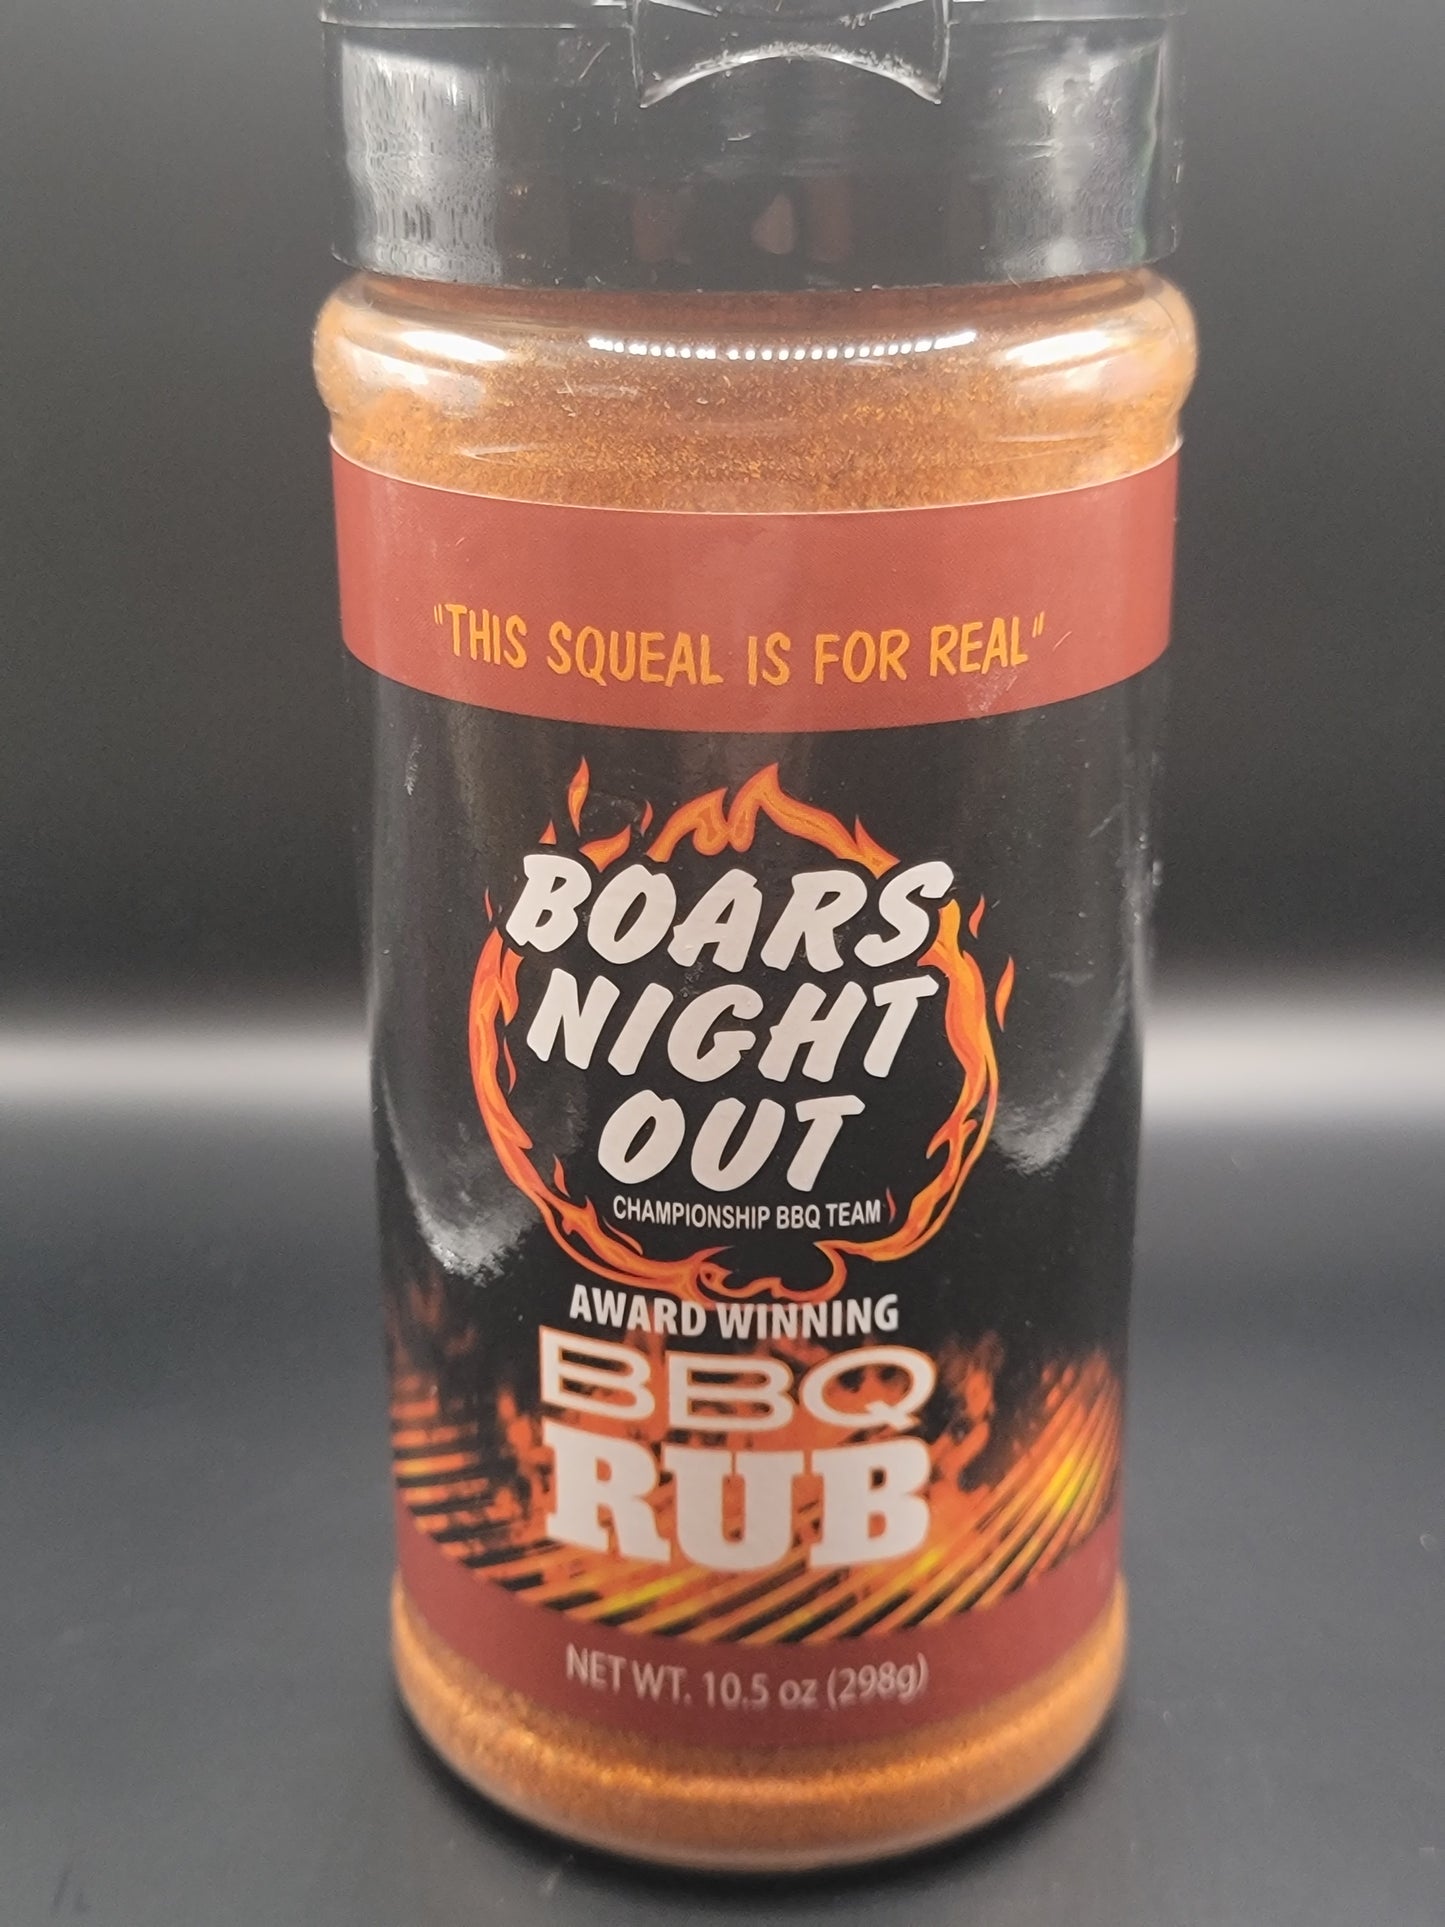 "THIS SQUEAL IS FOR REAL"
BOARS
NIGHT
OUT
CHAMPIONSHIP BBQ TEAM
AWARD WINNING
BBQ
RUB
NET WT. 10.5 oz (298g)